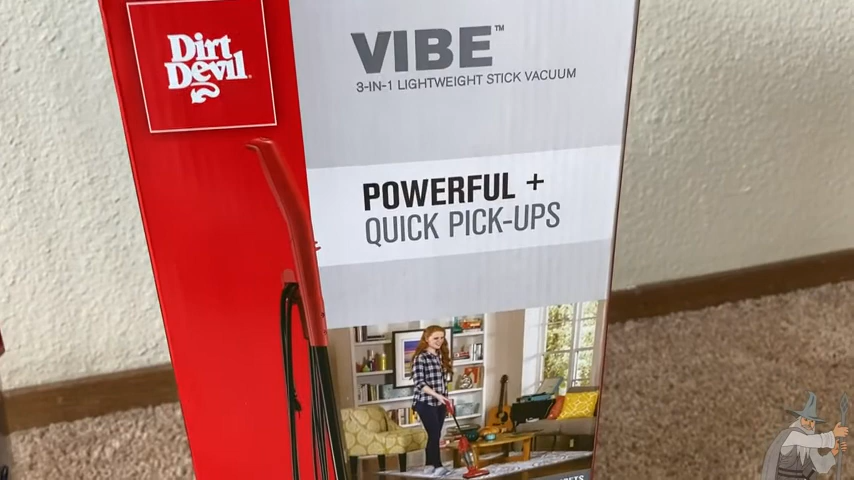 Dirt
Devil
VIBE™
3-IN-1 LIGHTWEIGHT STICK VACUUM
POWERFUL +
QUICK PICK-UPS